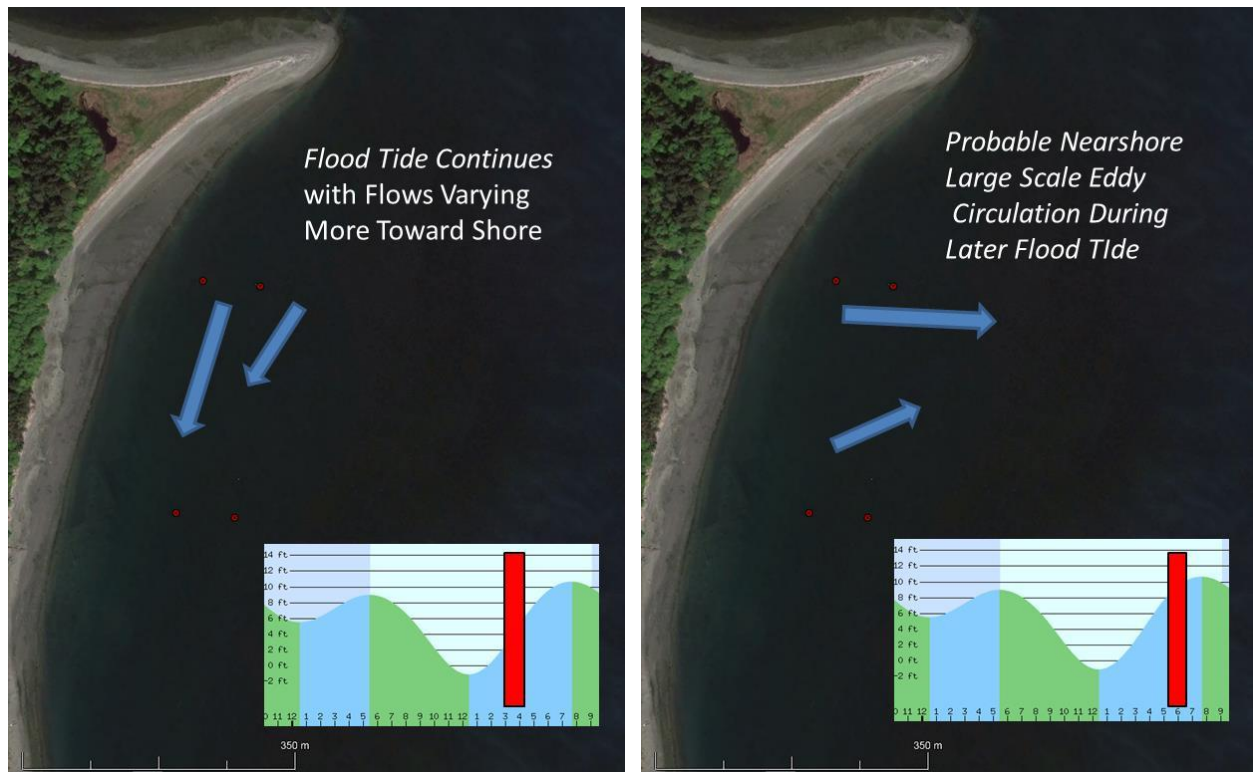 Flood Tide Continues
with Flows Varying
More Toward Shore
14 ft
12 ft
10 ft
8 ft
6 ft
4 ft
2 ft
0 ft
-2 ft
0 11 12 1 2 3 4 5 6 7 8 9 10 11 12 1 2 3 4 5 6 7 8 9
350 m
Probable Nearshore
Large Scale Eddy
Circulation During
Later Flood TIde
14 ft
12 ft
10 ft
8 ft
6 ft
4 ft
2 ft
0 ft
-2 ft
0 11 12 1 2 3 4 5 6 7 8 9 10 11 12 1 2 3 4 5 6 7 8 9
350 m